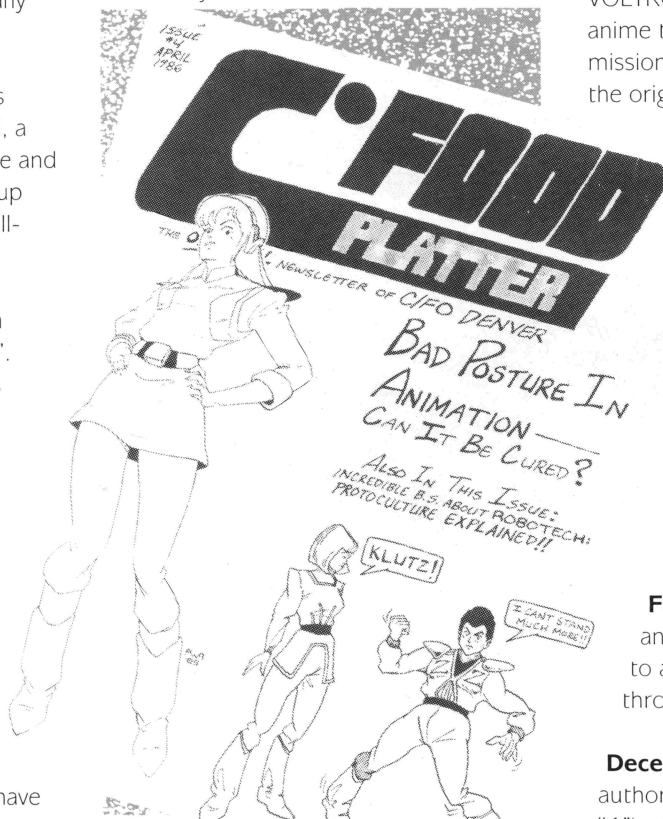 any
s
, a
e and
up
ll-
n
".
have
VOLTRO
anime t
mission
the orig
ISSUE
#4
APRIL
1986
C·FOOD
PLATTER
THE O L NEWSLETTER OF C/FO DENVER
BAD POSTURE IN
ANIMATION—
CAN IT BE CURED?
ALSO IN THIS ISSUE:
INCREDIBLE B.S. ABOUT ROBOTECH:
PROTOCULTURE EXPLAINED!!
KLUTZ!
I CAN'T STAND
MUCH MORE!!
F
an
to a
thro
Dece
author